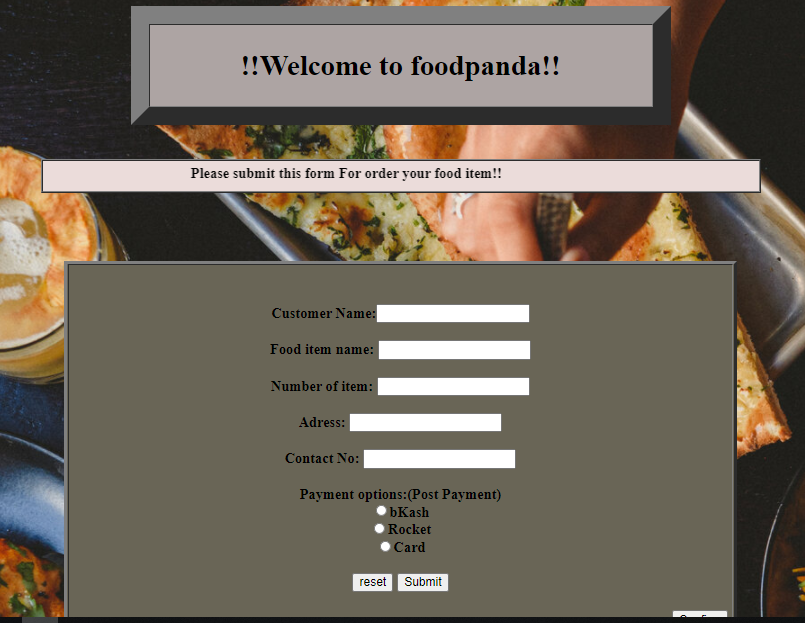 !!Welcome to foodpanda!!
Please submit this form For order your food item!!
Customer Name:
Food item name:
Number of item:
Adress:
Contact No:
Payment options:(Post Payment)
bKash
Rocket
Card
reset Submit